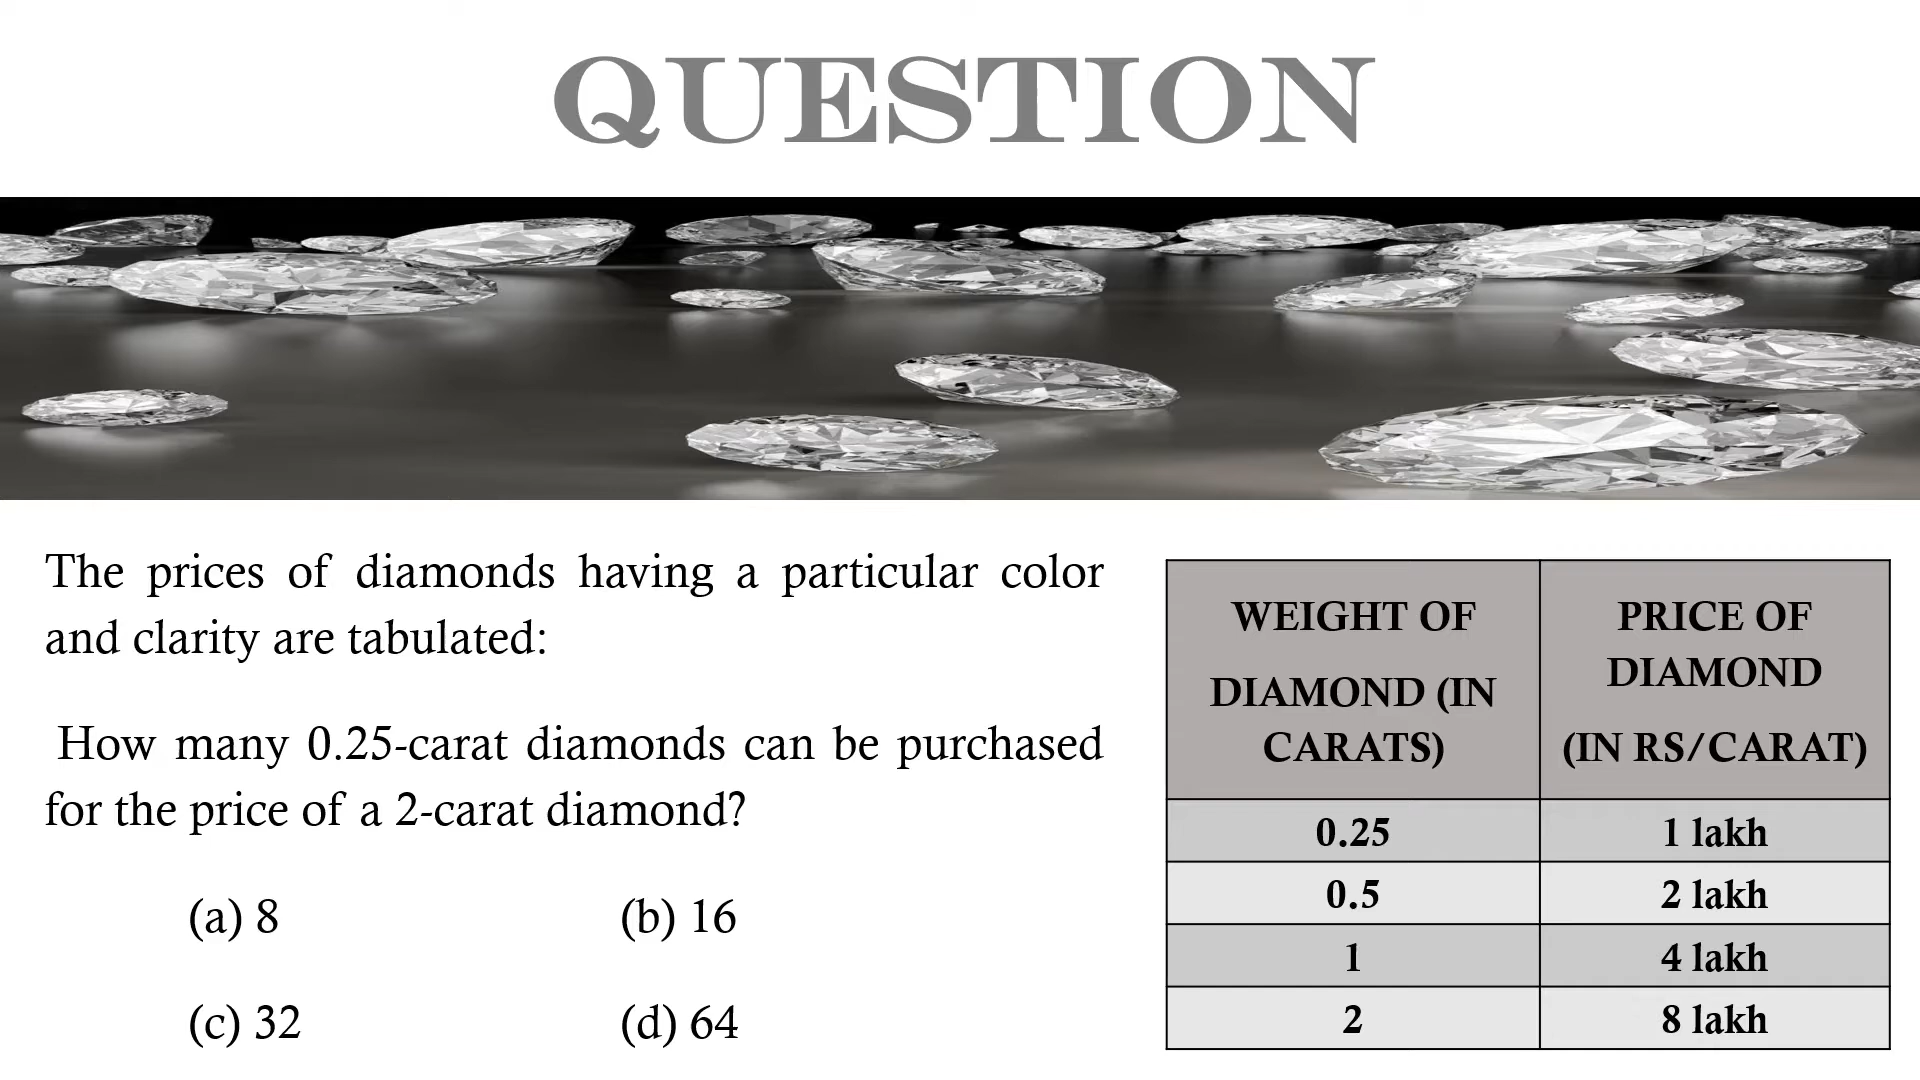 QUESTION
The prices of diamonds having a particular color
and clarity are tabulated:
How many 0.25-carat diamonds can be purchased
for the price of a 2-carat diamond?
(a) 8 (b) 16
(c) 32 (d) 64
WEIGHT OF
DIAMOND (IN
CARATS)
PRICE OF
DIAMOND
(IN RS/CARAT)
0.25 1 lakh
0.5 2 lakh
1 4 lakh
2 8 lakh